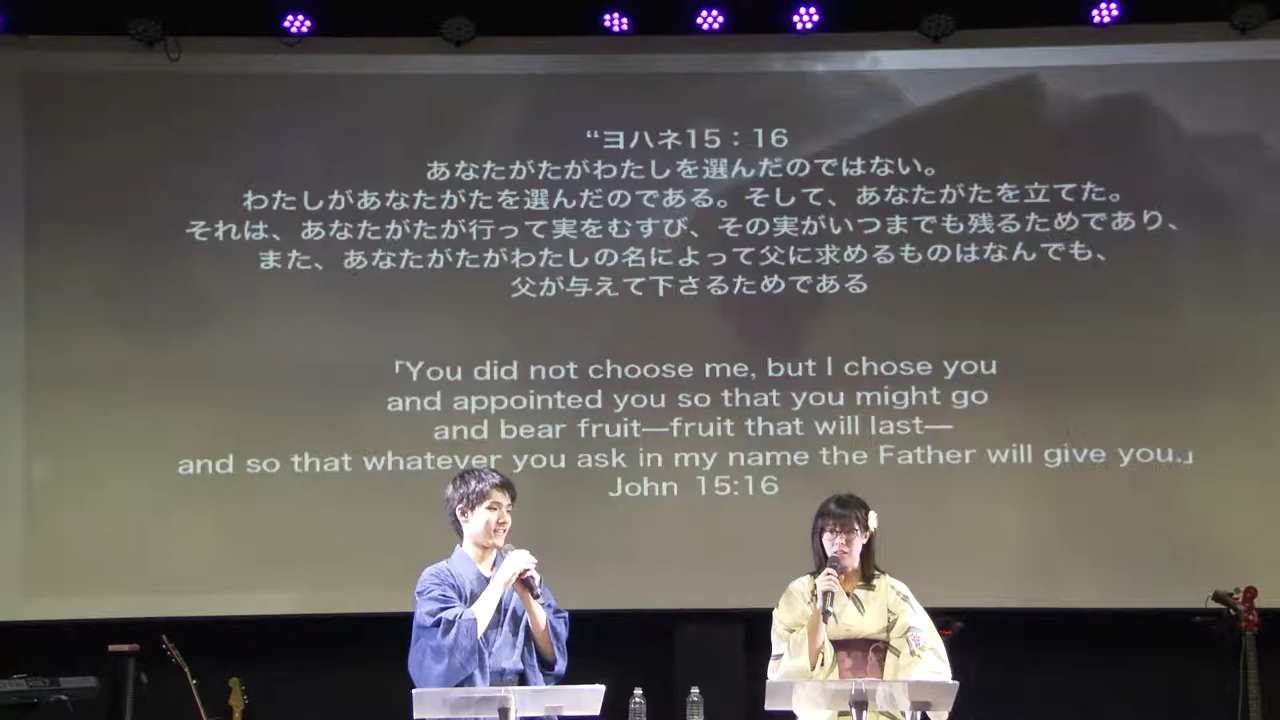 “ヨハネ15：16
あなたがたがわたしを選んだのではない。
わたしがあなたがたを選んだのである。そして、あなたがたを立てた。
それは、あなたがたが行って実をむすび、その実がいつまでも残るためであり、
また、あなたがたがわたしの名によって父に求めるものはなんでも、
父が与えて下さるためである
「You did not choose me, but I chose you
and appointed you so that you might go
and bear fruit—fruit that will last—
and so that whatever you ask in my name the Father will give you.」
John 15:16